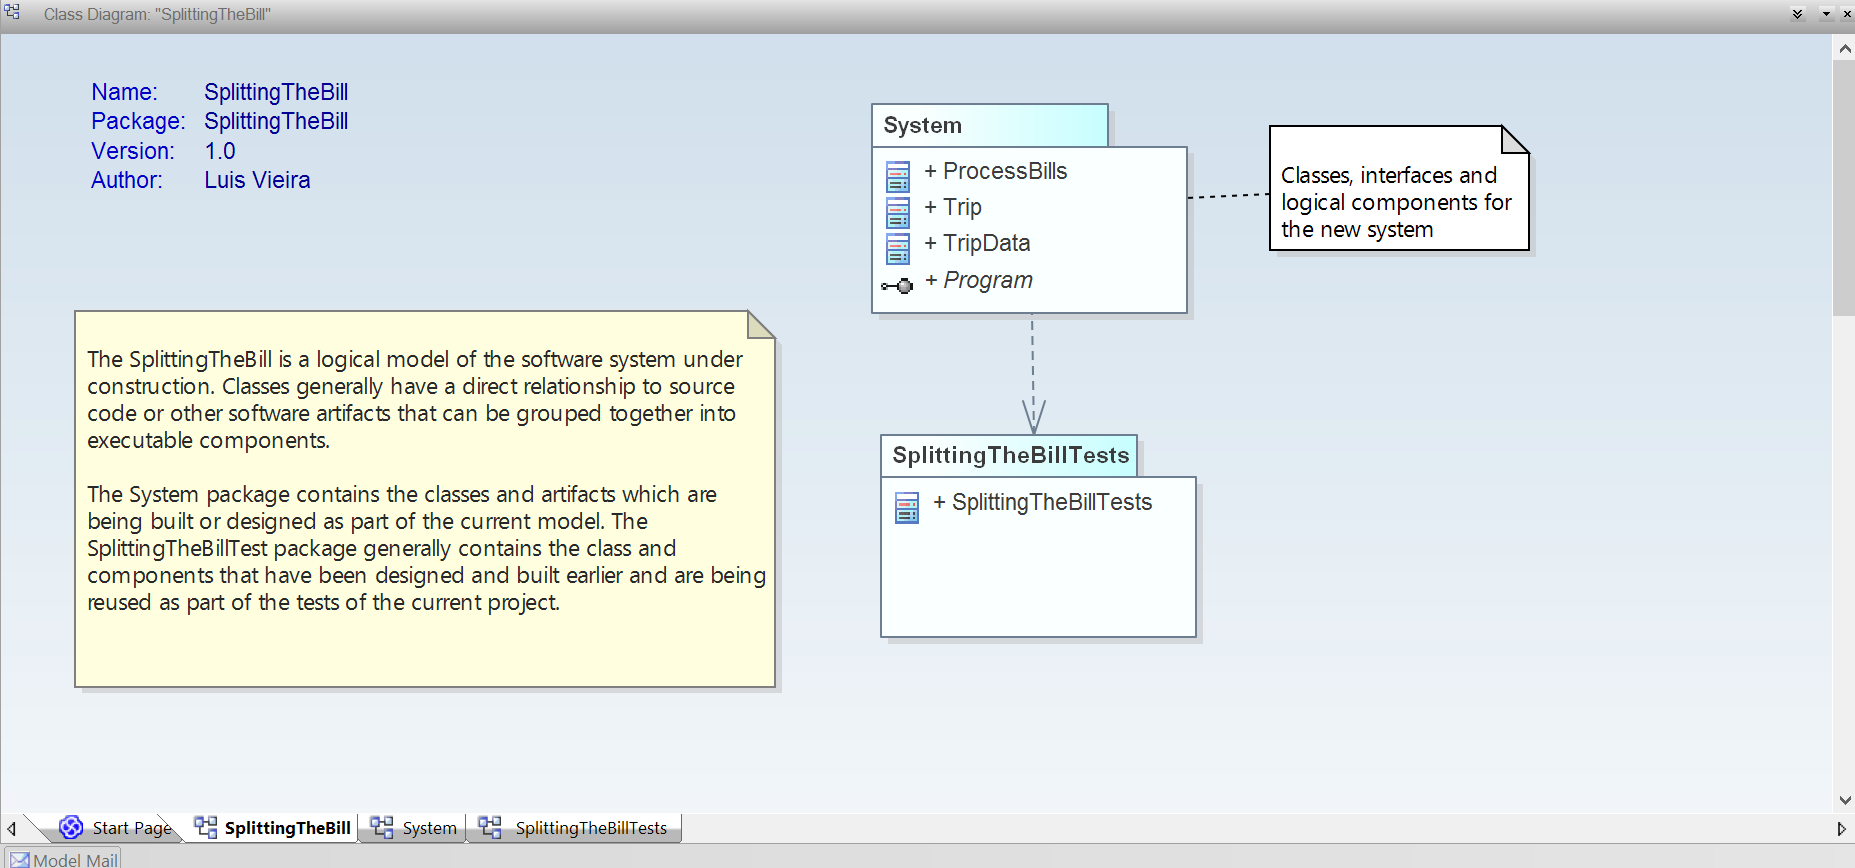 Class Diagram: "SplittingTheBill"
Name: SplittingTheBill
Package: SplittingTheBill
Version: 1.0
Author: Luis Vieira
System
+ ProcessBills
+ Trip
+ TripData
+ Program
Classes, interfaces and
logical components for
the new system
The SplittingTheBill is a logical model of the software system under
construction. Classes generally have a direct relationship to source
code or other software artifacts that can be grouped together into
executable components.
The System package contains the classes and artifacts which are
being built or designed as part of the current model. The
SplittingTheBillTest package generally contains the class and
components that have been designed and built earlier and are being
reused as part of the tests of the current project.
SplittingTheBillTests
+ SplittingTheBillTests
Start Page
SplittingTheBill
System
SplittingTheBillTests
Model Mail